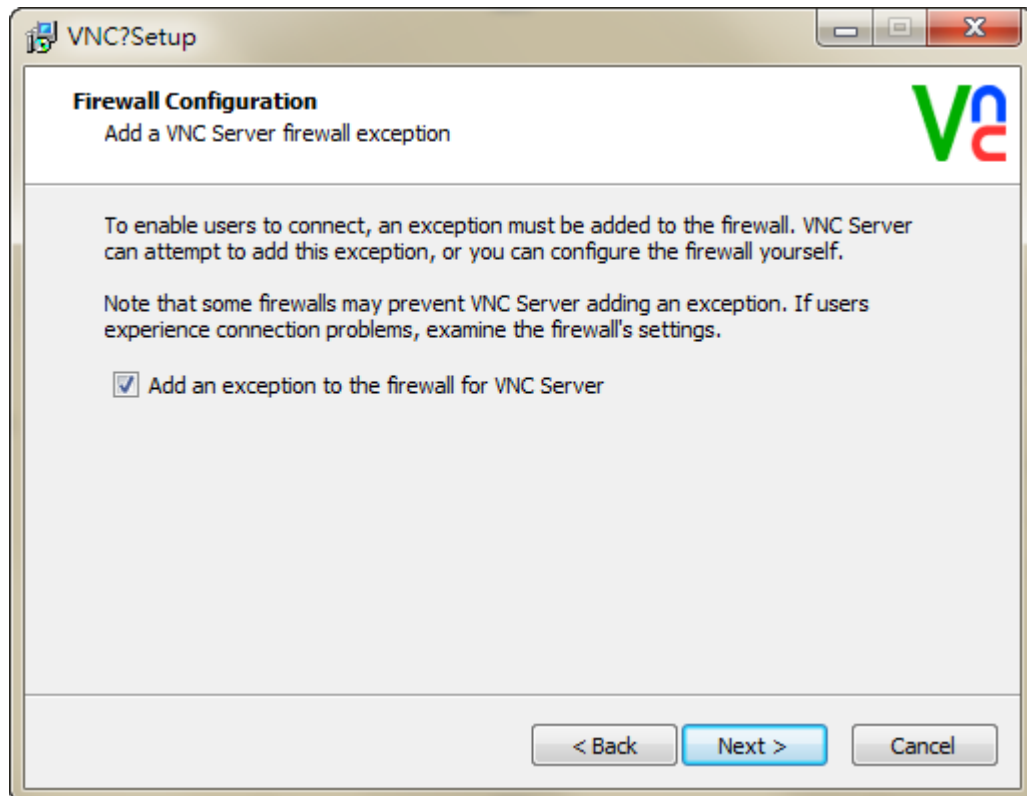 VNC?Setup
Firewall Configuration
Add a VNC Server firewall exception
VNC
To enable users to connect, an exception must be added to the firewall. VNC Server
can attempt to add this exception, or you can configure the firewall yourself.
Note that some firewalls may prevent VNC Server adding an exception. If users
experience connection problems, examine the firewall's settings.
Add an exception to the firewall for VNC Server
< Back
Next >
Cancel